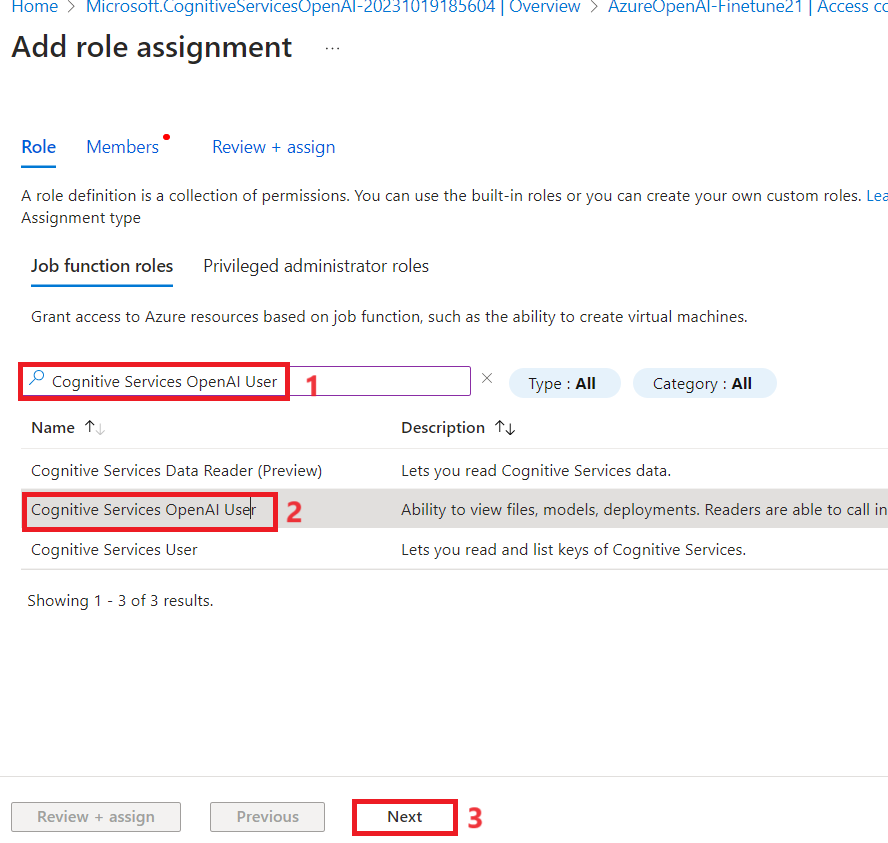 Home > Microsoft.CognitiveServicesOpenAI-20231019185604 | Overview > AzureOpenAI-Finetune21 | Access co
Add role assignment ...
Role Members Review + assign
A role definition is a collection of permissions. You can use the built-in roles or you can create your own custom roles. Lea
Assignment type
Job function roles Privileged administrator roles
Grant access to Azure resources based on job function, such as the ability to create virtual machines.
Cognitive Services OpenAI User 1 Type : All Category : All
Name ↑↓ Description ↑↓
Cognitive Services Data Reader (Preview) Lets you read Cognitive Services data.
Cognitive Services OpenAI User 2 Ability to view files, models, deployments. Readers are able to call in
Cognitive Services User Lets you read and list keys of Cognitive Services.
Showing 1 - 3 of 3 results.
Review + assign Previous Next 3